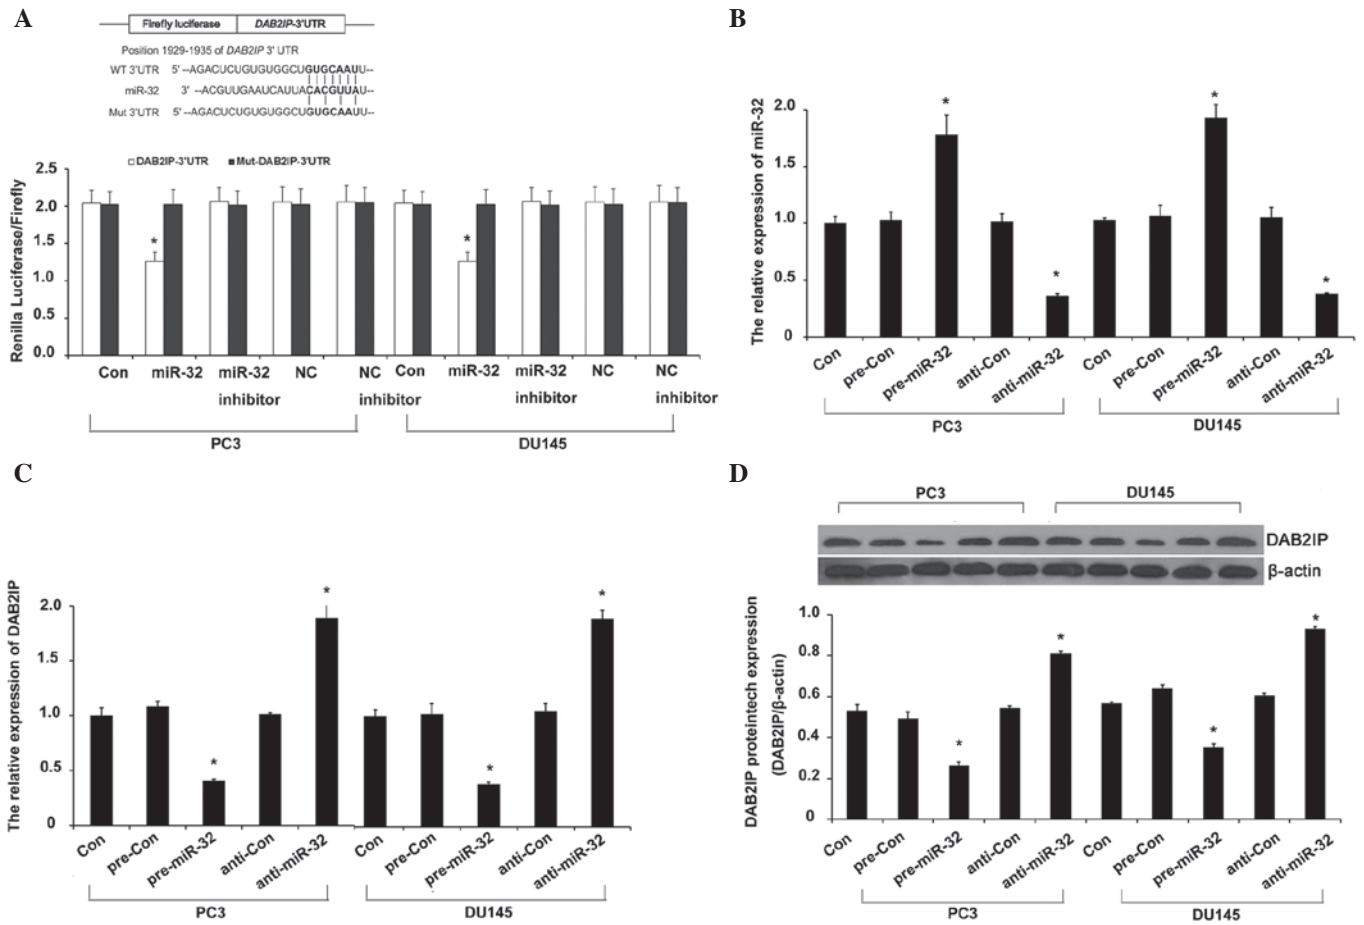 A
Firefly luciferase DAB2IP-3'UTR
Position 1929-1935 of DAB2IP 3' UTR
WT 3'UTR 5' --AGACUCUGUGUGGCUGUGCAAUU--
miR-32 3' --ACGUUGAAUCAUUACACGUUAU--
Mut 3'UTR 5' --AGACUCUGUGUGGCUGUGCAAUU--
DAB2IP-3'UTR Mut-DAB2IP-3'UTR
Renilla Luciferase/Firefly
2.5
2.0
1.5
1.0
0.5
0.0
* *
Con miR-32 miR-32 inhibitor NC NC inhibitor Con miR-32 miR-32 inhibitor NC NC inhibitor
PC3 DU145
B
The relative expression of miR-32
2.0
1.5
1.0
0.5
0
* * * *
Con pre-Con pre-miR-32 anti-Con anti-miR-32 Con pre-Con pre-miR-32 anti-Con anti-miR-32
PC3 DU145
C
The relative expression of DAB2IP
2.0
1.5
1.0
0.5
0
* * * *
Con pre-Con pre-miR-32 anti-Con anti-miR-32 Con pre-Con pre-miR-32 anti-Con anti-miR-32
PC3 DU145
D
PC3 DU145
DAB2IP
β-actin
DAB2IP proteintech expression
(DAB2IP/β-actin)
1.0
0.8
0.6
0.4
0.2
0
* * * *
Con pre-Con pre-miR-32 anti-Con anti-miR-32 Con pre-Con pre-miR-32 anti-Con anti-miR-32
PC3 DU145